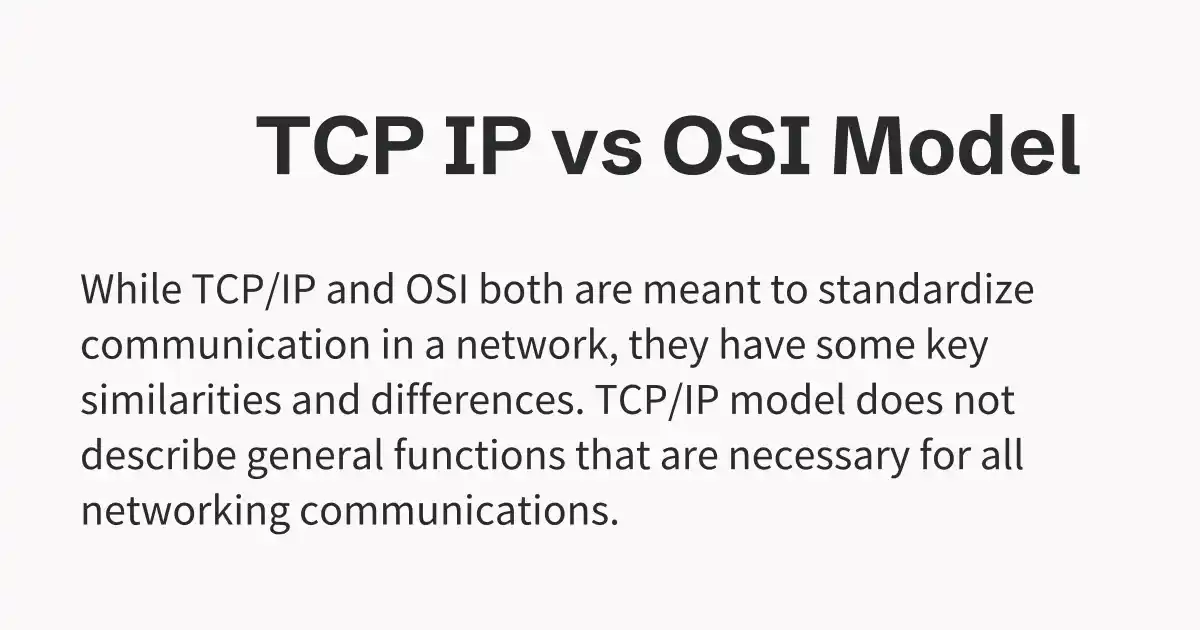 TCP IP vs OSI Model
While TCP/IP and OSI both are meant to standardize
communication in a network, they have some key
similarities and differences. TCP/IP model does not
describe general functions that are necessary for all
networking communications.